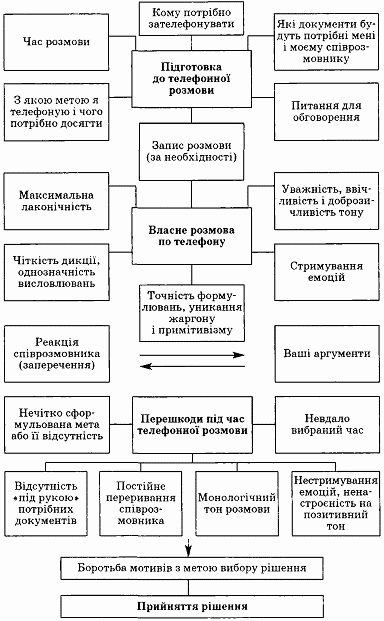 Кому потрібно
зателефонувати
Час розмови
Які документи бу-
дуть потрібні мені
і моєму співроз-
мовнику
Підготовка
до телефонної
розмови
З якою метою я
телефоную і чого
потрібно досягти
Питання для
обговорення
Запис розмови
(за необхідності)
Максимальна
лаконічність
Уважність, ввіч-
ливість і доброзич-
ливість тону
Власне розмова
по телефону
Чіткість дикції,
однозначність
висловлювань
Стримування
емоцій
Точність форму-
лювань, уникання
жаргону
і примітивізму
Реакція
співрозмовника
(заперечення)
Ваші аргументи
Нечітко сфор-
мульована мета
або її відсутність
Перешкоди під час
телефонної розмови
Невдало
вибраний час
Відсутність
«під рукою»
потрібних
документів
Постійне
переривання
співроз-
мовника
Монологічний
тон розмови
Нестримування
емоцій, нена-
строєність на
позитивний
тон
Боротьба мотивів з метою вибору рішення
Прийняття рішення